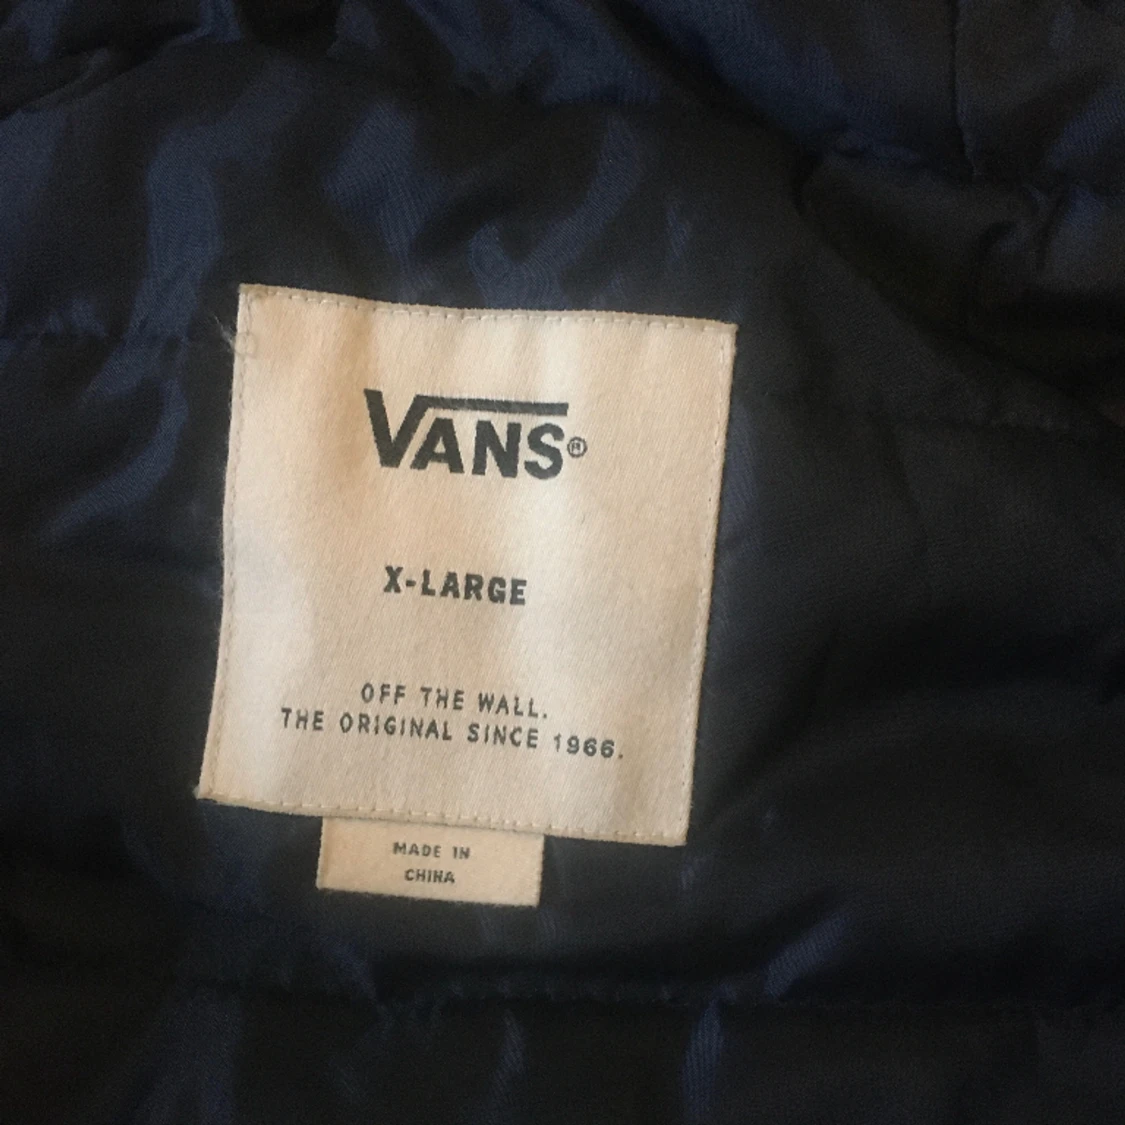 VANS®
X-LARGE
OFF THE WALL.
THE ORIGINAL SINCE 1966.
MADE IN
CHINA